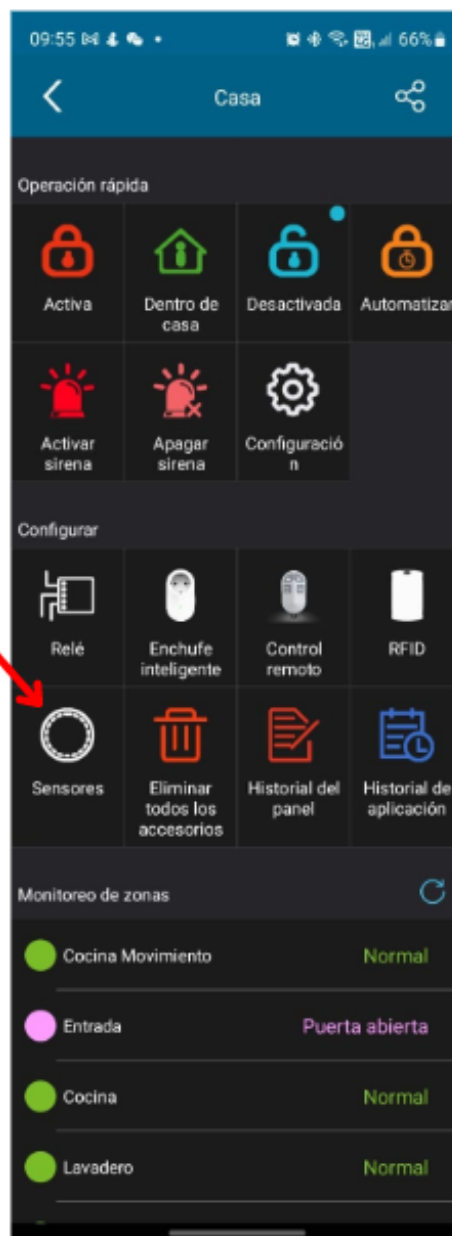 09:55
66%
Casa
Operación rápida
Activa
Dentro de
casa
Desactivada
Automatizar
Activar
sirena
Apagar
sirena
Configuració
n
Configurar
Relé
Enchufe
inteligente
Control
remoto
RFID
Sensores
Eliminar
todos los
accesorios
Historial del
panel
Historial de
aplicación
Monitoreo de zonas
Cocina Movimiento
Normal
Entrada
Puerta abierta
Cocina
Normal
Lavadero
Normal